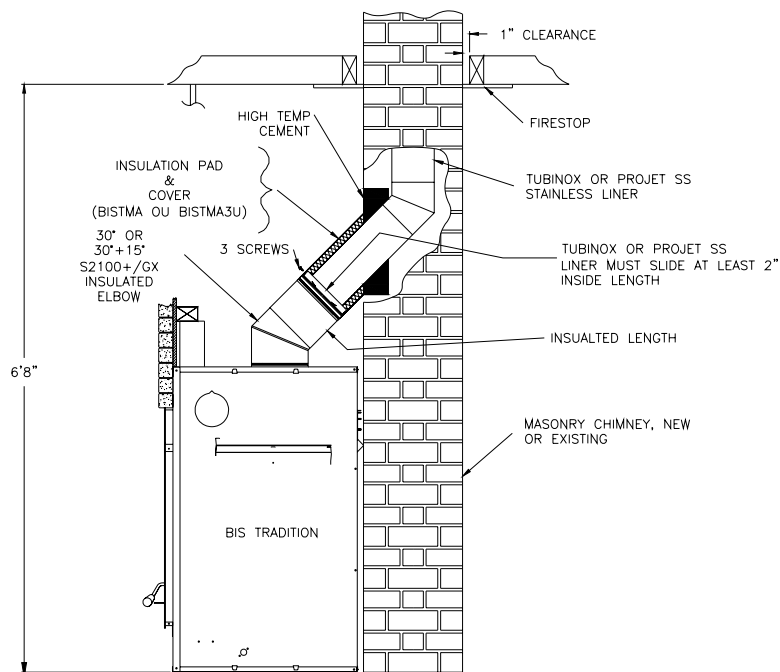 1" CLEARANCE
FIRESTOP
HIGH TEMP
CEMENT
INSULATION PAD
&
COVER
(BISTMA OU BISTMA3U)
TUBINOX OR PROJET SS
STAINLESS LINER
30° OR
30°+15°
S2100+/GX
INSULATED
ELBOW
3 SCREWS
TUBINOX OR PROJET SS
LINER MUST SLIDE AT LEAST 2"
INSIDE LENGTH
INSUALTED LENGTH
6'8"
MASONRY CHIMNEY, NEW
OR EXISTING
BIS TRADITION